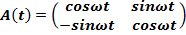 A(t) = ( cosωt sinωt
−sinωt cosωt )